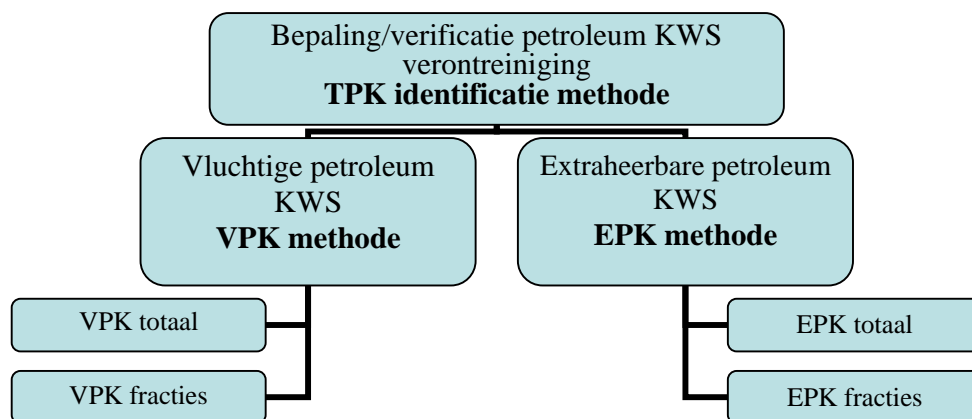 Bepaling/verificatie petroleum KWS
verontreiniging
TPK identificatie methode
Vluchtige petroleum
KWS
VPK methode
Extraheerbare petroleum
KWS
EPK methode
VPK totaal
EPK totaal
VPK fracties
EPK fracties